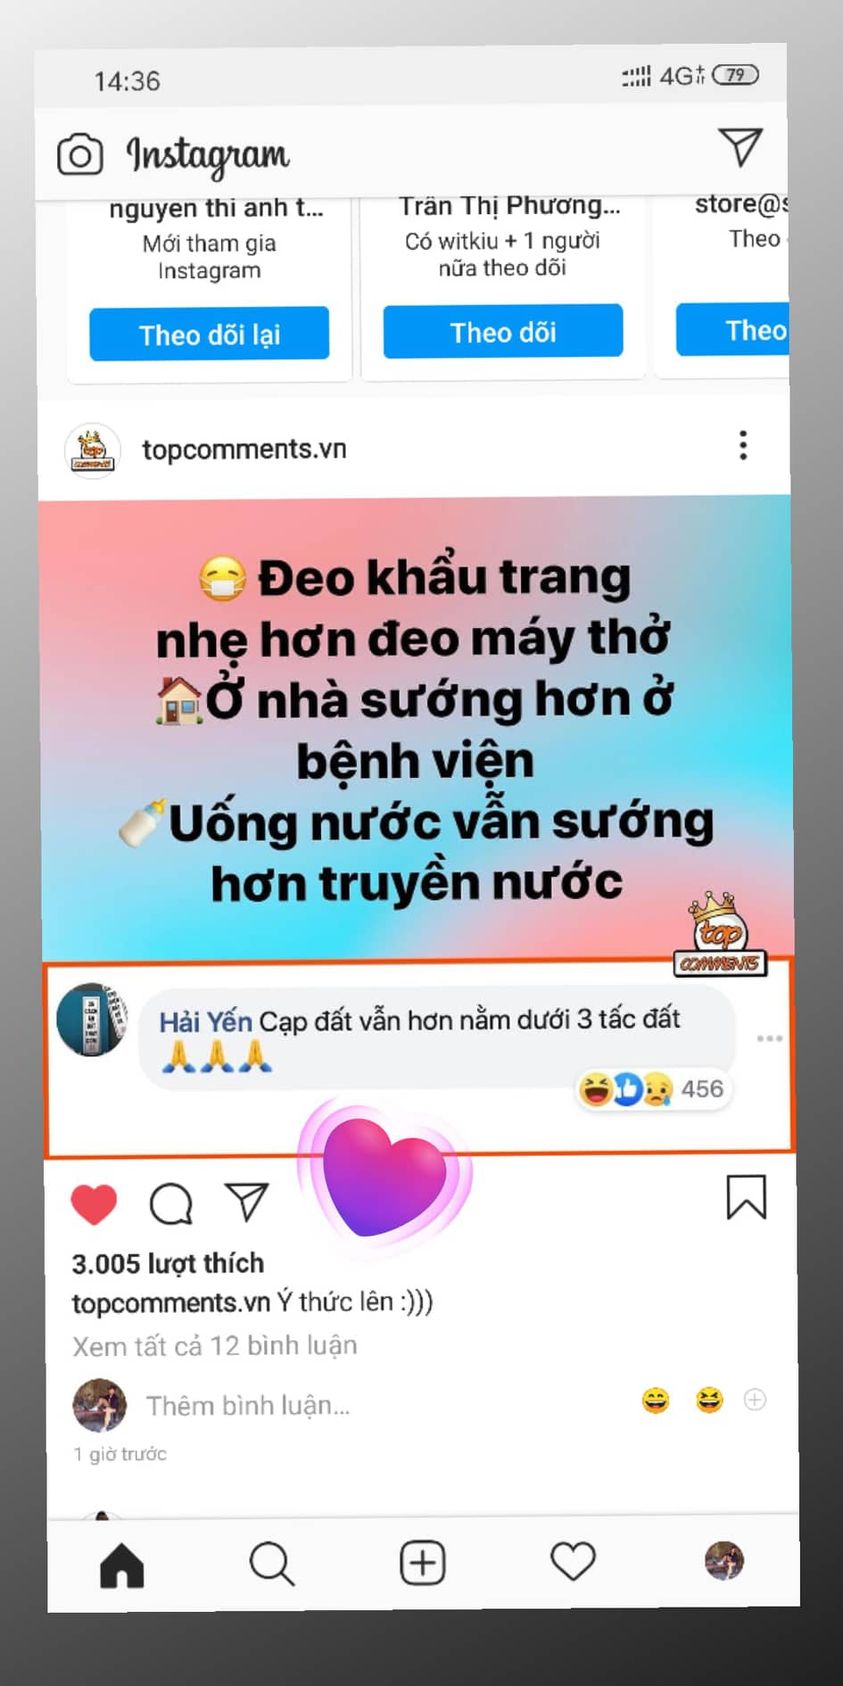 14:36
4G+
79
Instagram
nguyen thi anh t...
Mới tham gia
Instagram
Theo dõi lại
Trần Thị Phương...
Có witkiu + 1 người
nữa theo dõi
Theo dõi
store@s
Theo
Theo
topcomments.vn
😷 Đeo khẩu trang
nhẹ hơn đeo máy thở
🏠Ở nhà sướng hơn ở
bệnh viện
🍼Uống nước vẫn sướng
hơn truyền nước
top
COMMENTS
Hải Yến Cạp đất vẫn hơn nằm dưới 3 tấc đất
🙏🙏🙏
456
3.005 lượt thích
topcomments.vn Ý thức lên :)))
Xem tất cả 12 bình luận
Thêm bình luận...
1 giờ trước